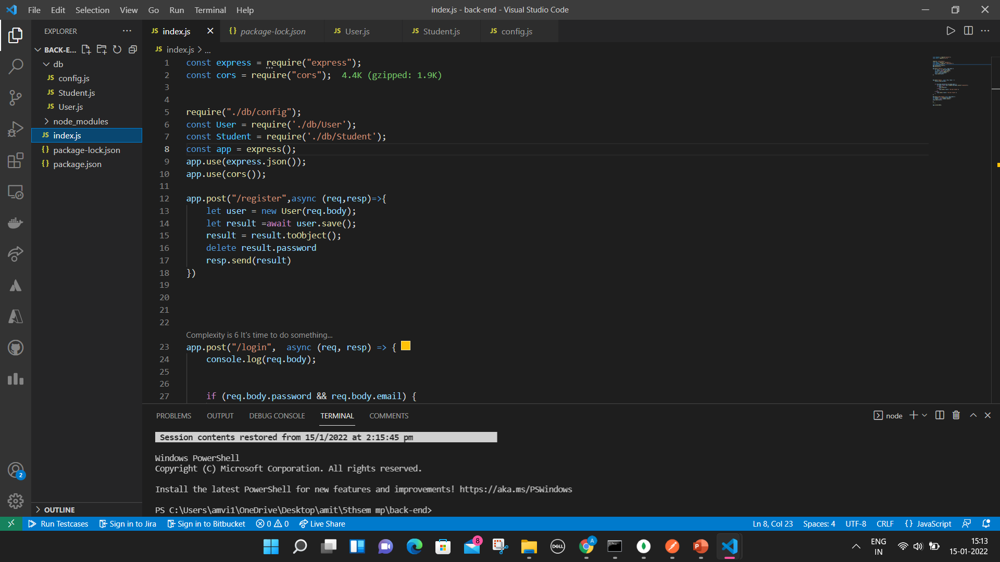 File Edit Selection View Go Run Terminal Help
index.js - back-end - Visual Studio Code
EXPLORER
BACK-E...
db
JS config.js
JS Student.js
JS User.js
node_modules
JS index.js
{} package-lock.json
{} package.json
OUTLINE
JS index.js
{} package-lock.json
JS User.js
JS Student.js
JS config.js
JS index.js > ...
1 const express = require("express");
2 const cors = require("cors"); 4.4K (gzipped: 1.9K)
3
4
5 require("./db/config");
6 const User = require('./db/User');
7 const Student = require('./db/Student');
8 const app = express();
9 app.use(express.json());
10 app.use(cors());
11
12 app.post("/register",async (req,resp)=>{
13 let user = new User(req.body);
14 let result =await user.save();
15 result = result.toObject();
16 delete result.password
17 resp.send(result)
18 })
19
20
21
22
Complexity is 6 It's time to do something...
23 app.post("/login", async (req, resp) => {
24 console.log(req.body);
25
26
27 if (req.body.password && req.body.email) {
PROBLEMS OUTPUT DEBUG CONSOLE TERMINAL COMMENTS
node
Session contents restored from 15/1/2022 at 2:15:45 pm
Windows PowerShell
Copyright (C) Microsoft Corporation. All rights reserved.
Install the latest PowerShell for new features and improvements! https://aka.ms/PSWindows
PS C:\Users\amvi1\OneDrive\Desktop\amit\5thsem mp\back-end>
2
Run Testcases Sign in to Jira Sign in to Bitbucket 0 0 Live Share
Ln 8, Col 23 Spaces: 4 UTF-8 CRLF {} JavaScript
8
DELL
A
P
ENG
IN
15:13
15-01-2022